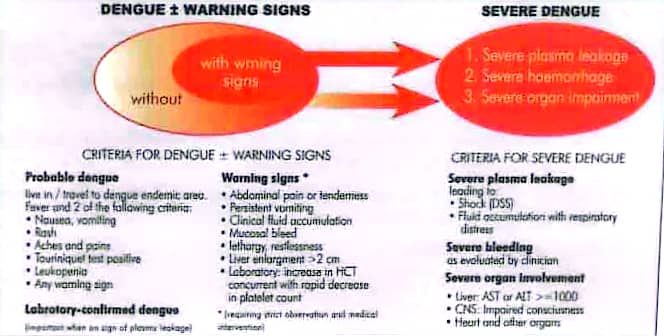 DENGUE ± WARNING SIGNS
SEVERE DENGUE
with wrning
signs
without
1. Severe plasma leakage
2. Severe haemorrhage
3. Severe organ impairment
CRITERIA FOR DENGUE ± WARNING SIGNS
CRITERIA FOR SEVERE DENGUE
Probable dengue
live in / travel to dengue endemic area.
Fever and 2 of the following criteria:
• Nausea, vomiting
• Rash
• Aches and pains
• Touriniquet test positive
• Leukopenia
• Any warning sign
Labrotory-confirmed dengue
(important when no sign of plasma leakage)
Warning signs *
• Abdominal pain or tenderness
• Persistent vomiting
• Clinical fluid accumulation
• Mucosal bleed
• lethargy, restlessness
• Liver enlargment >2 cm
• Laboratory: increase in HCT
concurrent with rapid decrease
in platelet count
* (requiring strict observation and medical
intervention)
Severe plasma leakage
leading to:
• Shock (DSS)
• Fluid accumulation with respiratory
distress
Severe bleeding
as evaluated by clinician
Severe organ involvement
• Liver: AST or ALT >=1000
• CNS: Impaired consciusness
• Heart and other organs